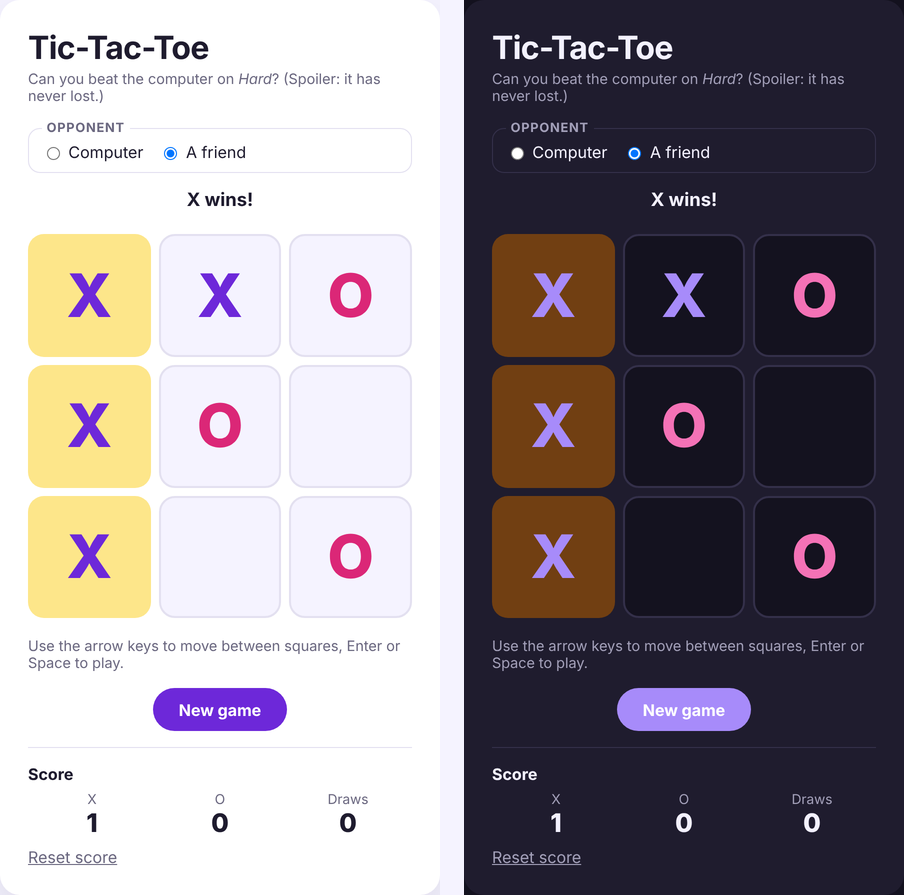 Tic-Tac-Toe
Can you beat the computer on Hard? (Spoiler: it has
never lost.)
OPPONENT
Computer
A friend
X wins!
X X O
X O
X O
Use the arrow keys to move between squares, Enter or
Space to play.
New game
Score
X O Draws
1 0 0
Reset score
Tic-Tac-Toe
Can you beat the computer on Hard? (Spoiler: it has
never lost.)
OPPONENT
Computer
A friend
X wins!
X X O
X O
X O
Use the arrow keys to move between squares, Enter or
Space to play.
New game
Score
X O Draws
1 0 0
Reset score